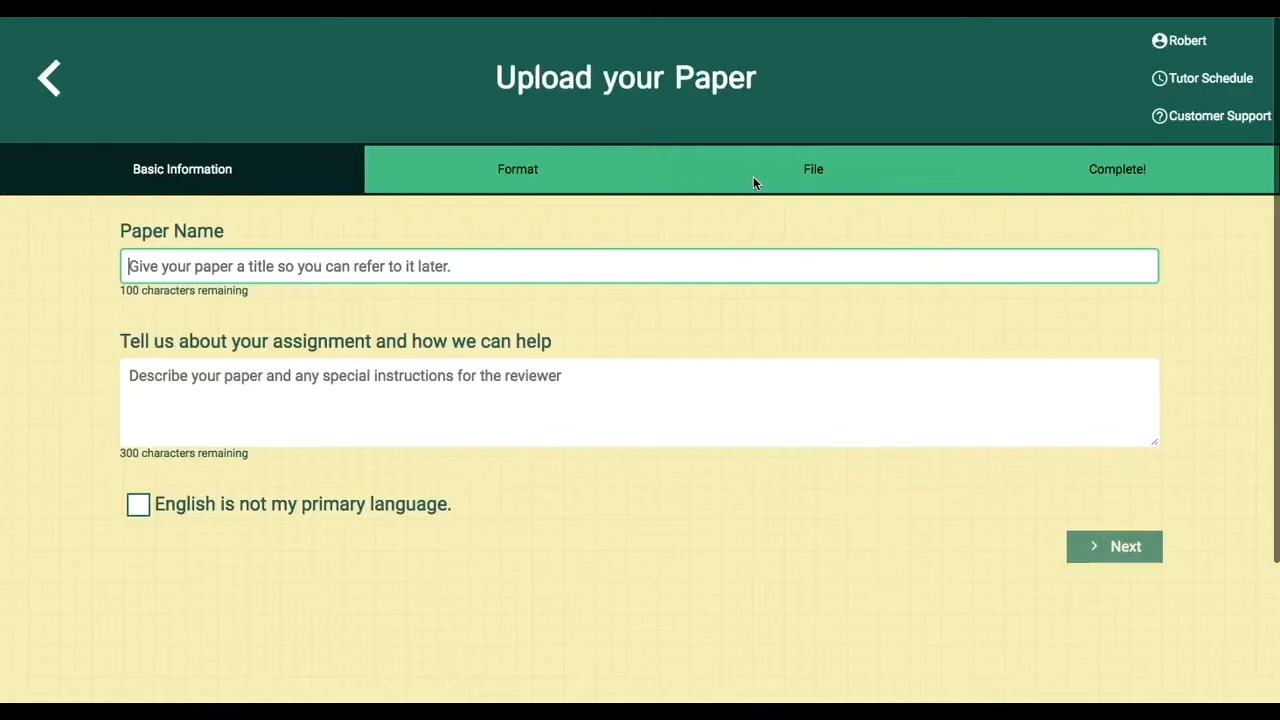 Robert
Upload your Paper
Tutor Schedule
Customer Support
Basic Information
Format
File
Complete!
Paper Name
Give your paper a title so you can refer to it later.
100 characters remaining
Tell us about your assignment and how we can help
Describe your paper and any special instructions for the reviewer
300 characters remaining
English is not my primary language.
Next